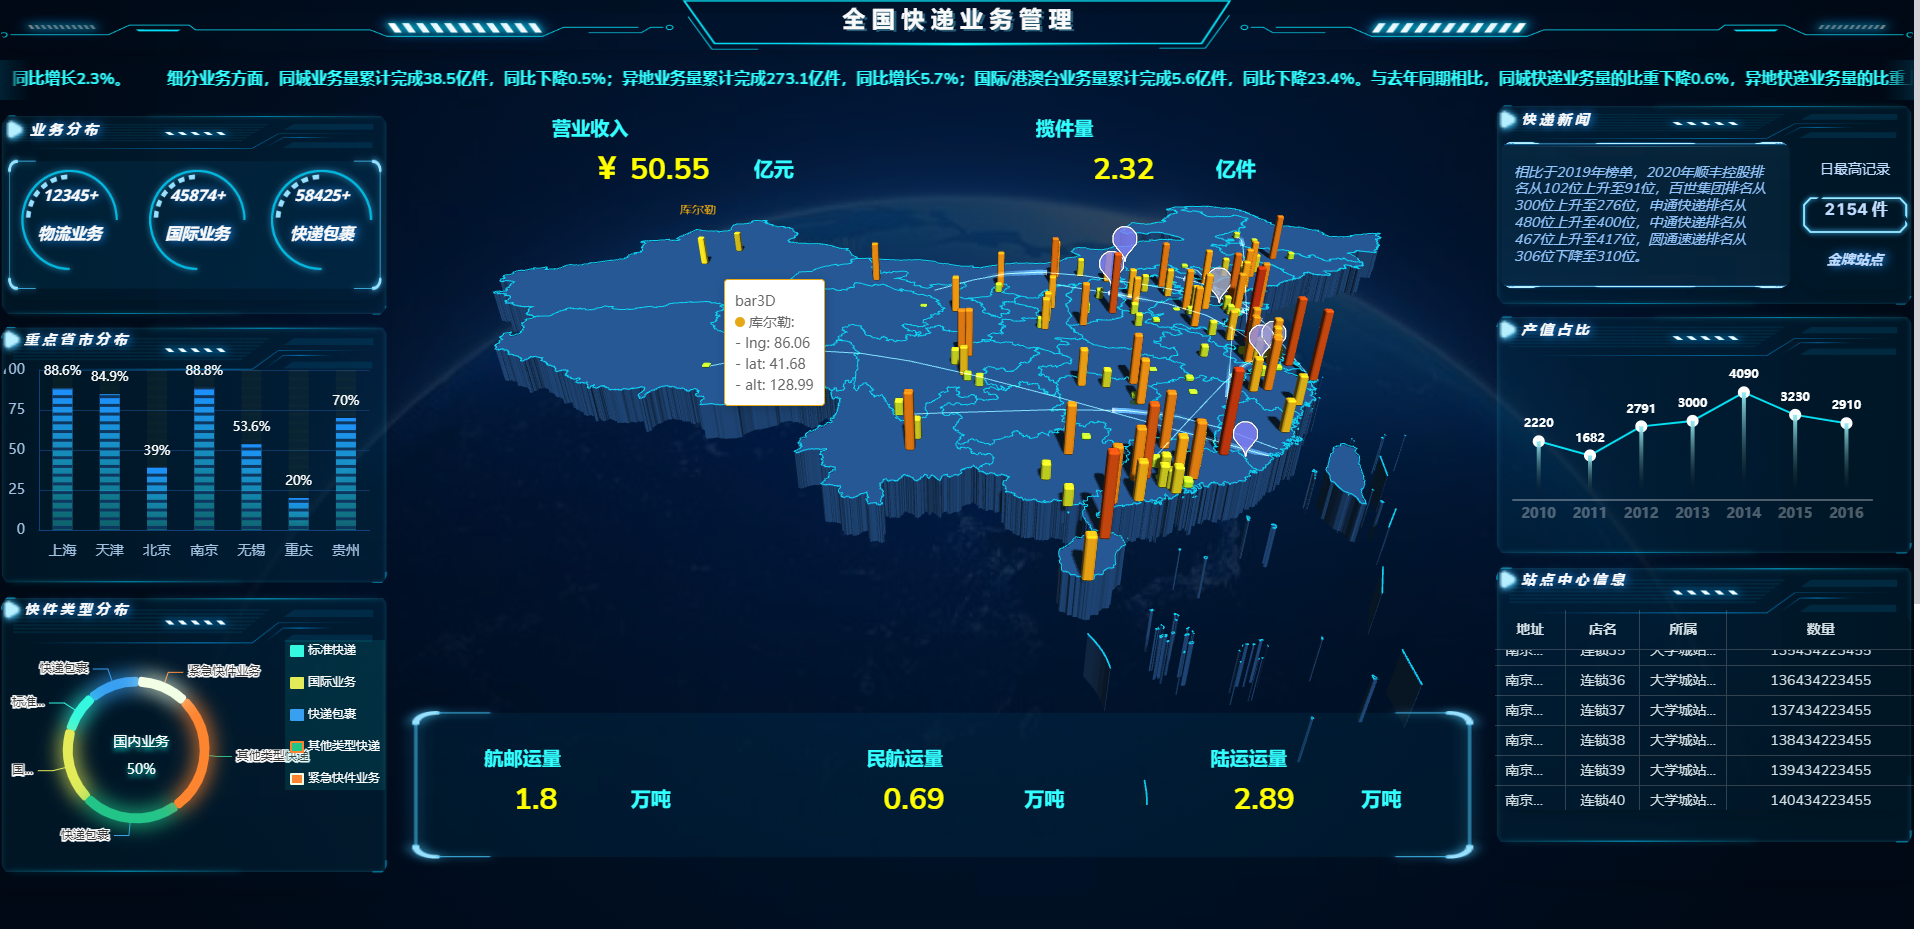 全国快递业务管理
同比增长2.3%。 细分业务方面，同城业务量累计完成38.5亿件，同比下降0.5%；异地业务量累计完成273.1亿件，同比增长5.7%；国际/港澳台业务量累计完成5.6亿件，同比下降23.4%。与去年同期相比，同城快递业务量的比重下降0.6%，异地快递业务量的比重上
业务分布
12345+
物流业务
45874+
国际业务
58425+
快递包裹
重点省市分布
100
75
50
25
0
88.6%
84.9%
39%
88.8%
53.6%
20%
70%
上海
天津
北京
南京
无锡
重庆
贵州
快件类型分布
快递包裹
紧急快件业务
标准...
国...
其他类型快递
快递包裹
国内业务
50%
标准快递
国际业务
快递包裹
其他类型快递
紧急快件业务
营业收入
¥ 50.55 亿元
揽件量
2.32 亿件
库尔勒
bar3D
库尔勒:
- lng: 86.06
- lat: 41.68
- alt: 128.99
航邮运量
1.8 万吨
民航运量
0.69 万吨
陆运运量
2.89 万吨
快递新闻
相比于2019年榜单，2020年顺丰控股排
名从102位上升至91位，百世集团排名从
300位上升至276位，申通快递排名从
480位上升至400位，中通快递排名从
467位上升至417位，圆通速递排名从
306位下降至310位。
日最高记录
2154 件
金牌站点
产值占比
2220
1682
2791
3000
4090
3230
2910
2010
2011
2012
2013
2014
2015
2016
站点中心信息
地址 店名 所属 数量
南京... 连锁35 大学城站... 135434223455
南京... 连锁36 大学城站... 136434223455
南京... 连锁37 大学城站... 137434223455
南京... 连锁38 大学城站... 138434223455
南京... 连锁39 大学城站... 139434223455
南京... 连锁40 大学城站... 140434223455